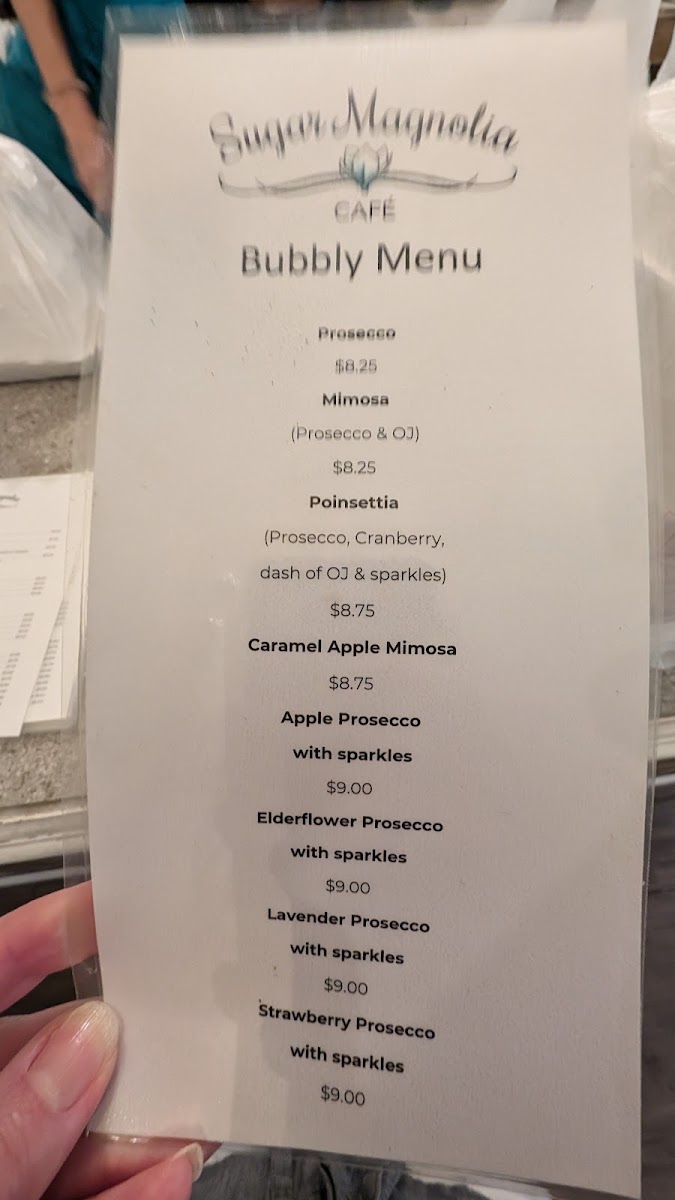 Sugar Magnolia
CAFÉ
Bubbly Menu
Prosecco
$8.25
Mimosa
(Prosecco & OJ)
$8.25
Poinsettia
(Prosecco, Cranberry,
dash of OJ & sparkles)
$8.75
Caramel Apple Mimosa
$8.75
Apple Prosecco
with sparkles
$9.00
Elderflower Prosecco
with sparkles
$9.00
Lavender Prosecco
with sparkles
$9.00
Strawberry Prosecco
with sparkles
$9.00